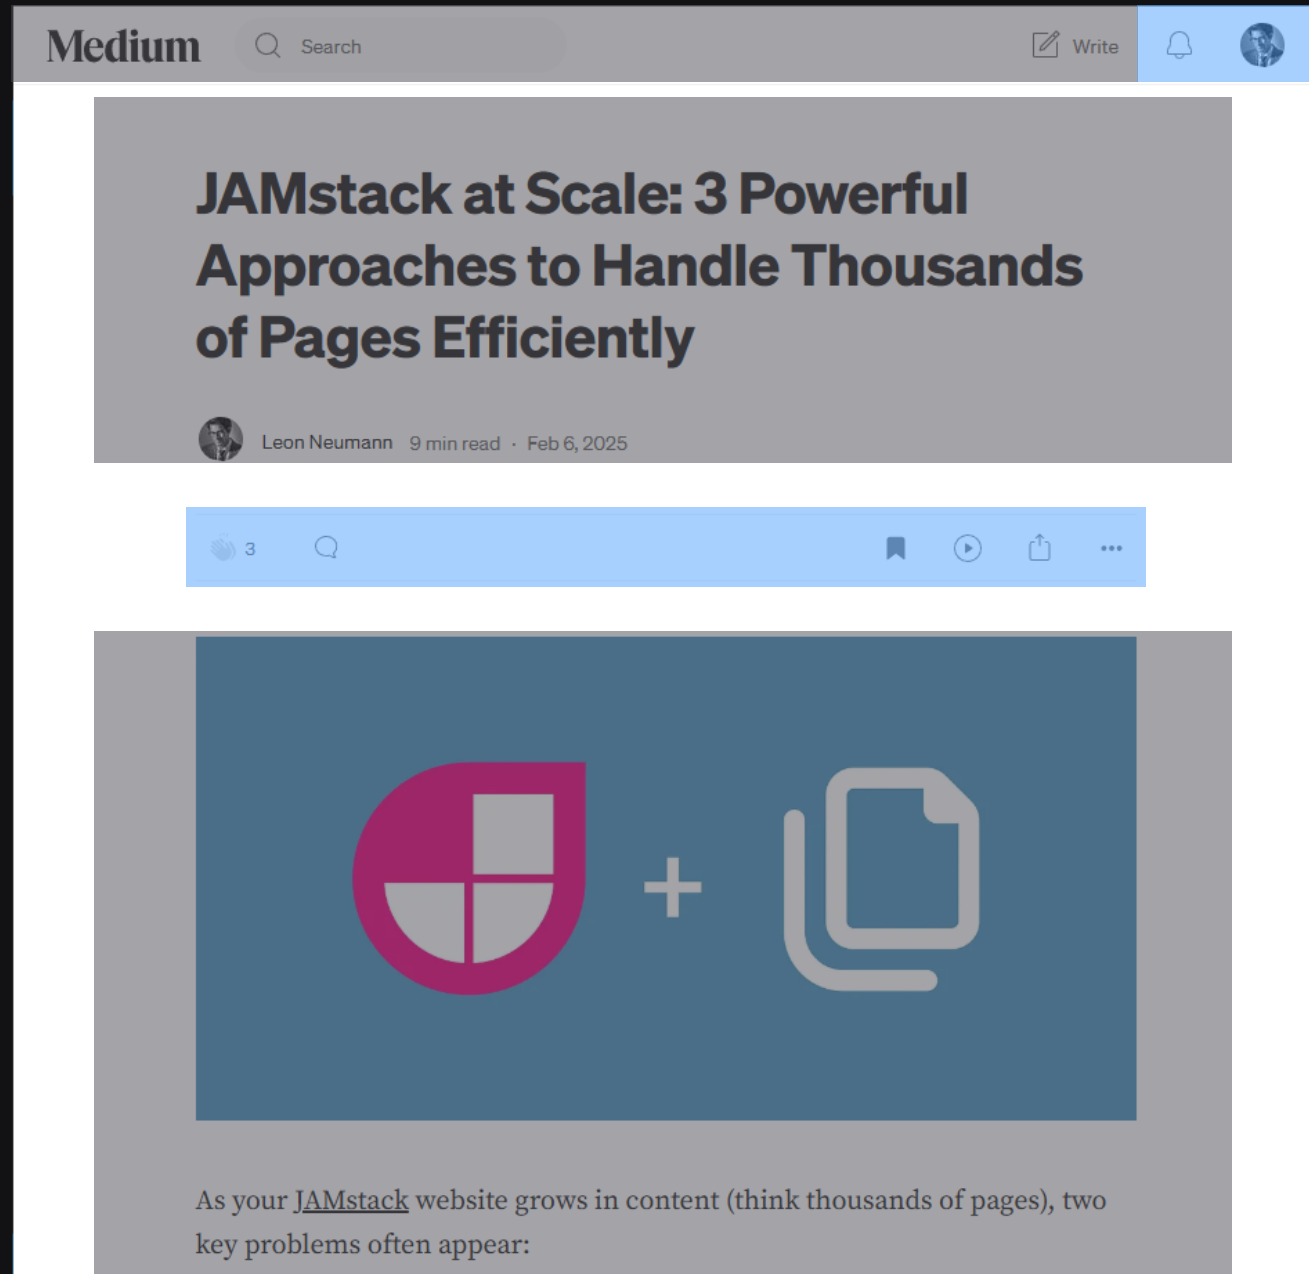 Medium
Search
Write
JAMstack at Scale: 3 Powerful
Approaches to Handle Thousands
of Pages Efficiently
Leon Neumann 9 min read · Feb 6, 2025
3
As your JAMstack website grows in content (think thousands of pages), two
key problems often appear: